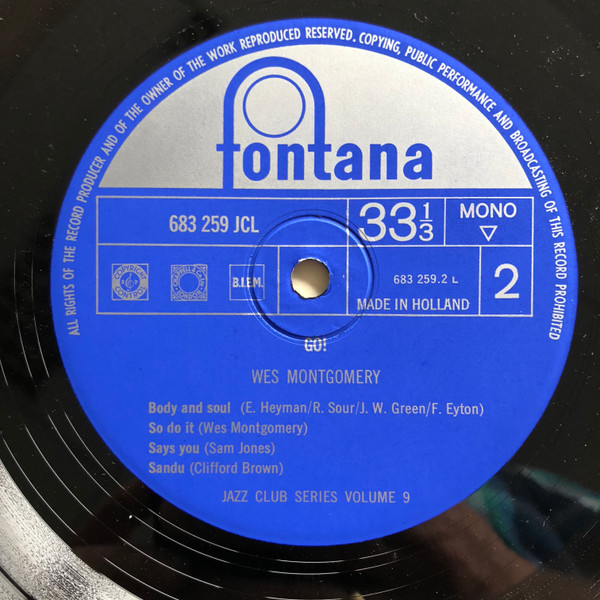 ALL RIGHTS OF THE RECORD PRODUCER AND OF THE OWNER OF THE WORK REPRODUCED RESERVED. COPYING, PUBLIC PERFORMANCE AND BROADCASTING OF THIS RECORD PROHIBITED
fontana
683 259 JCL
33 1/3
MONO
B.I.E.M.
683 259.2 L
MADE IN HOLLAND
2
GO!
WES MONTGOMERY
Body and soul (E. Heyman/R. Sour/J. W. Green/F. Eyton)
So do it (Wes Montgomery)
Says you (Sam Jones)
Sandu (Clifford Brown)
JAZZ CLUB SERIES VOLUME 9